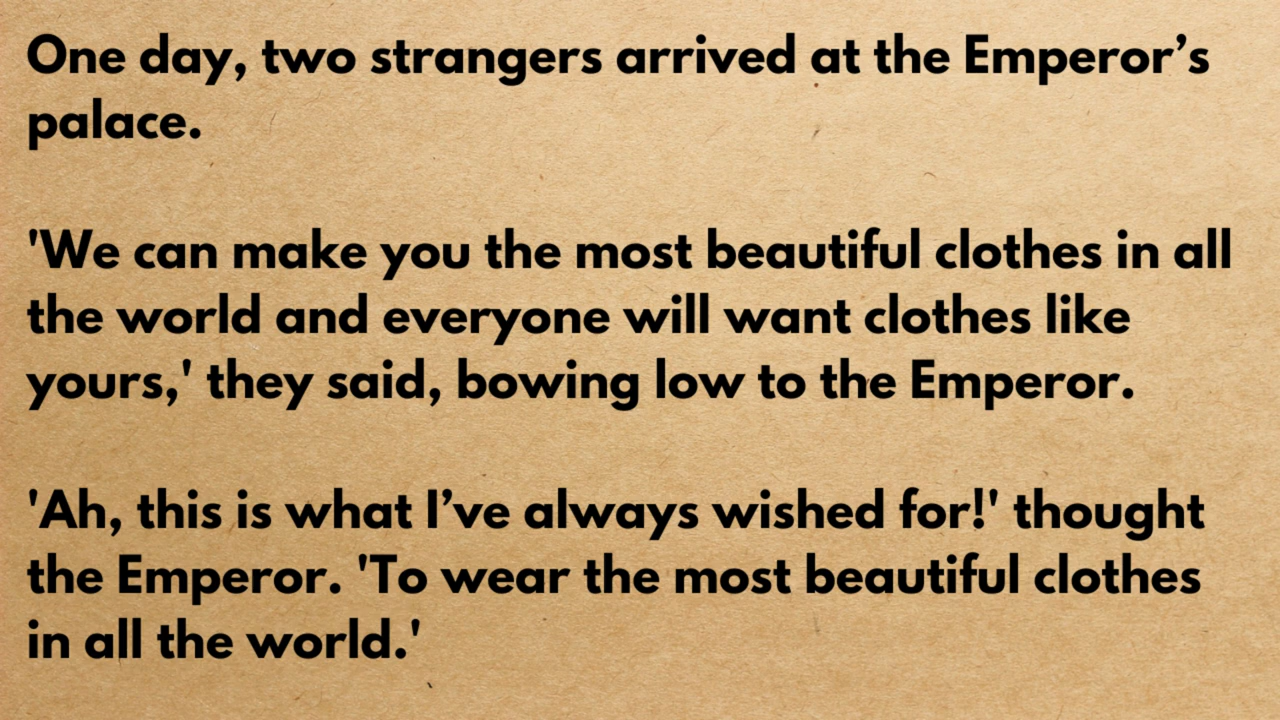 One day, two strangers arrived at the Emperor’s
palace.
'We can make you the most beautiful clothes in all
the world and everyone will want clothes like
yours,' they said, bowing low to the Emperor.
'Ah, this is what I’ve always wished for!' thought
the Emperor. 'To wear the most beautiful clothes
in all the world.'